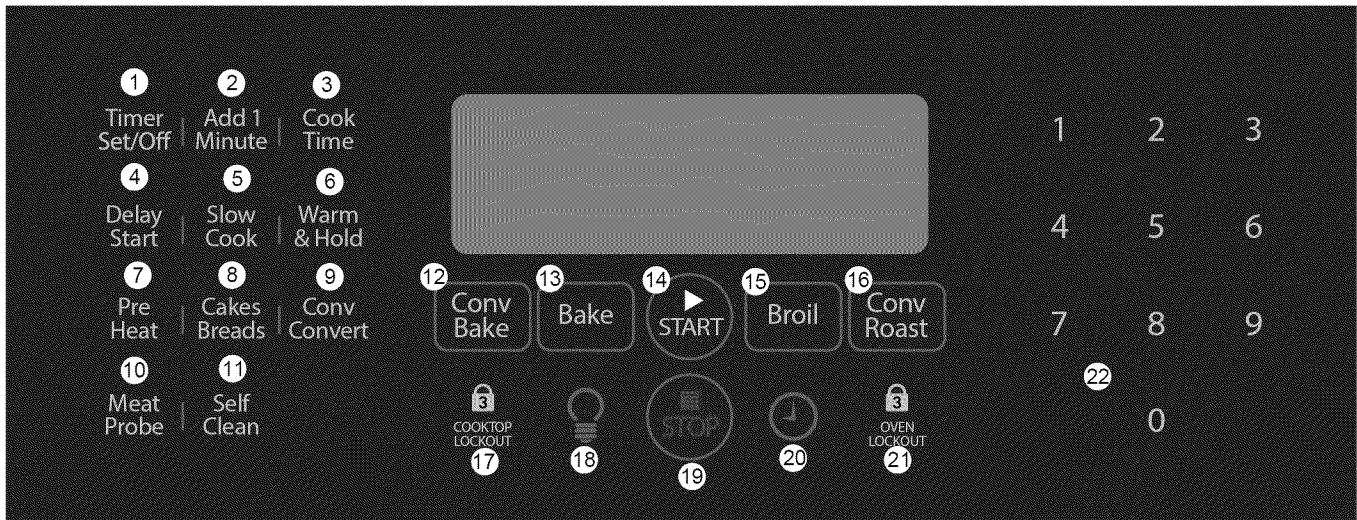 1 2 3
Timer Add 1 Cook
Set/Off Minute Time
4 5 6
Delay Slow Warm
Start Cook & Hold
7 8 9
Pre Cakes Conv
Heat Breads Convert
10 11
Meat Self
Probe Clean
12 13 14 15 16
Conv
Bake
Bake
START
Broil
Conv
Roast
3
COOKTOP
LOCKOUT
17
18
STOP
19
20
3
OVEN
LOCKOUT
21
1 2 3
4 5 6
7 8 9
22
0